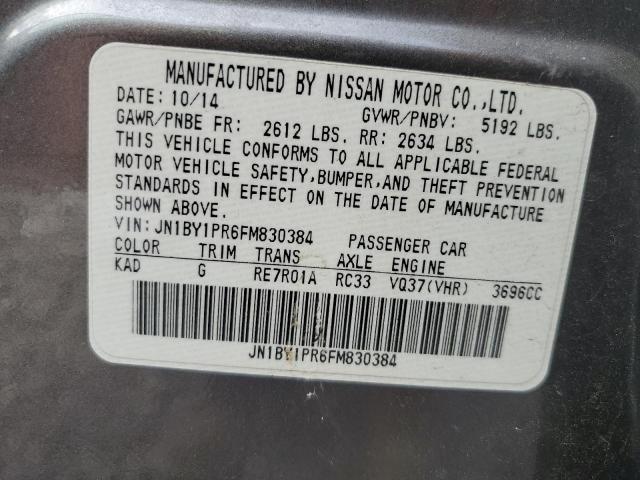 MANUFACTURED BY NISSAN MOTOR CO.,LTD.
DATE: 10/14 GVWR/PNBV: 5192 LBS.
GAWR/PNBE FR: 2612 LBS. RR: 2634 LBS.
THIS VEHICLE CONFORMS TO ALL APPLICABLE FEDERAL
MOTOR VEHICLE SAFETY,BUMPER,AND THEFT PREVENTION
STANDARDS IN EFFECT ON THE DATE OF MANUFACTURE
SHOWN ABOVE.
VIN: JN1BY1PR6FM830384 PASSENGER CAR
COLOR TRIM TRANS AXLE ENGINE
KAD G RE7R01A RC33 VQ37(VHR) 3696CC
JN1BY1PR6FM830384